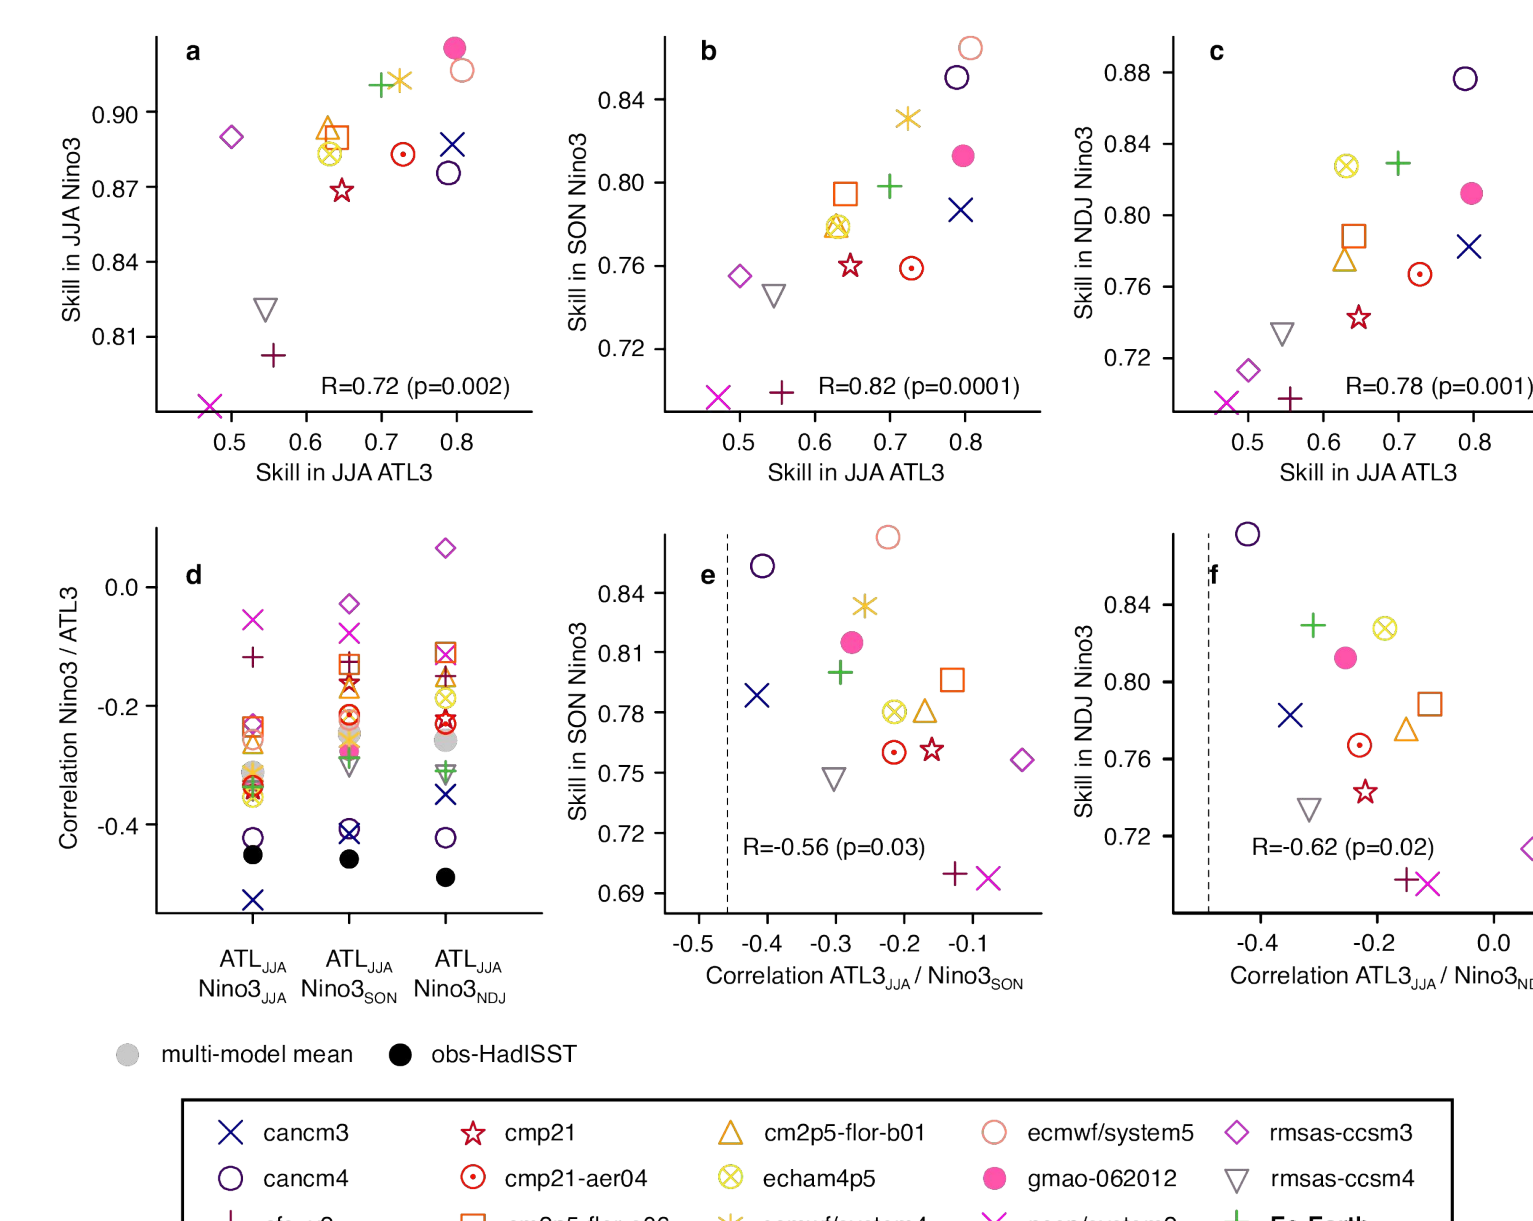 a
b
c
0.90
0.87
0.84
0.81
Skill in JJA Nino3
R=0.72 (p=0.002)
0.5 0.6 0.7 0.8
Skill in JJA ATL3
0.84
0.80
0.76
0.72
Skill in SON Nino3
R=0.82 (p=0.0001)
0.5 0.6 0.7 0.8
Skill in JJA ATL3
0.88
0.84
0.80
0.76
0.72
Skill in NDJ Nino3
R=0.78 (p=0.001)
0.5 0.6 0.7 0.8
Skill in JJA ATL3
d
0.0
-0.2
-0.4
Correlation Nino3 / ATL3
ATLJJA ATLJJA ATLJJA
Nino3JJA Nino3SON Nino3NDJ
e
0.84
0.81
0.78
0.75
0.72
0.69
Skill in SON Nino3
R=-0.56 (p=0.03)
-0.5 -0.4 -0.3 -0.2 -0.1
Correlation ATL3JJA / Nino3SON
f
0.84
0.80
0.76
0.72
Skill in NDJ Nino3
R=-0.62 (p=0.02)
-0.4 -0.2 0.0
Correlation ATL3JJA / Nino3ND
multi-model mean obs-HadISST
cancm3 cmp21 cm2p5-flor-b01 ecmwf/system5 rmsas-ccsm3
cancm4 cmp21-aer04 echam4p5 gmao-062012 rmsas-ccsm4
Ec-Earth